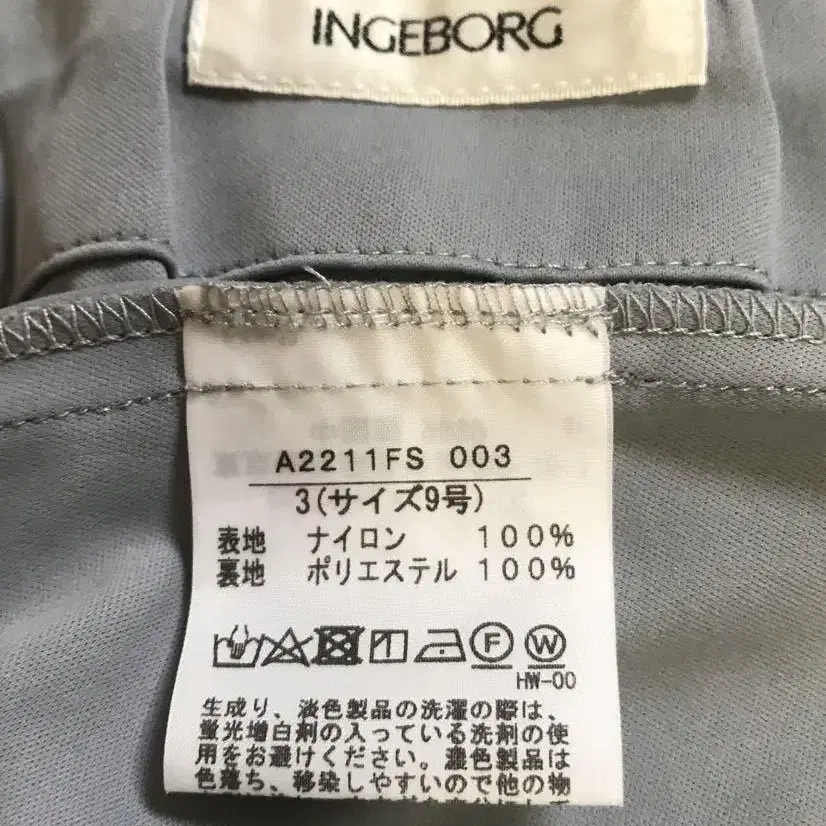 INGEBORG
A2211FS 003
3(サイズ9号)
表地 ナイロン 100%
裏地 ポリエステル 100%
F W
HW-00
生成り、淡色製品の洗濯の際は、
蛍光増白剤の入っている洗剤の使
用をお避けください。濃色製品は
色落ち、移染しやすいので他の物